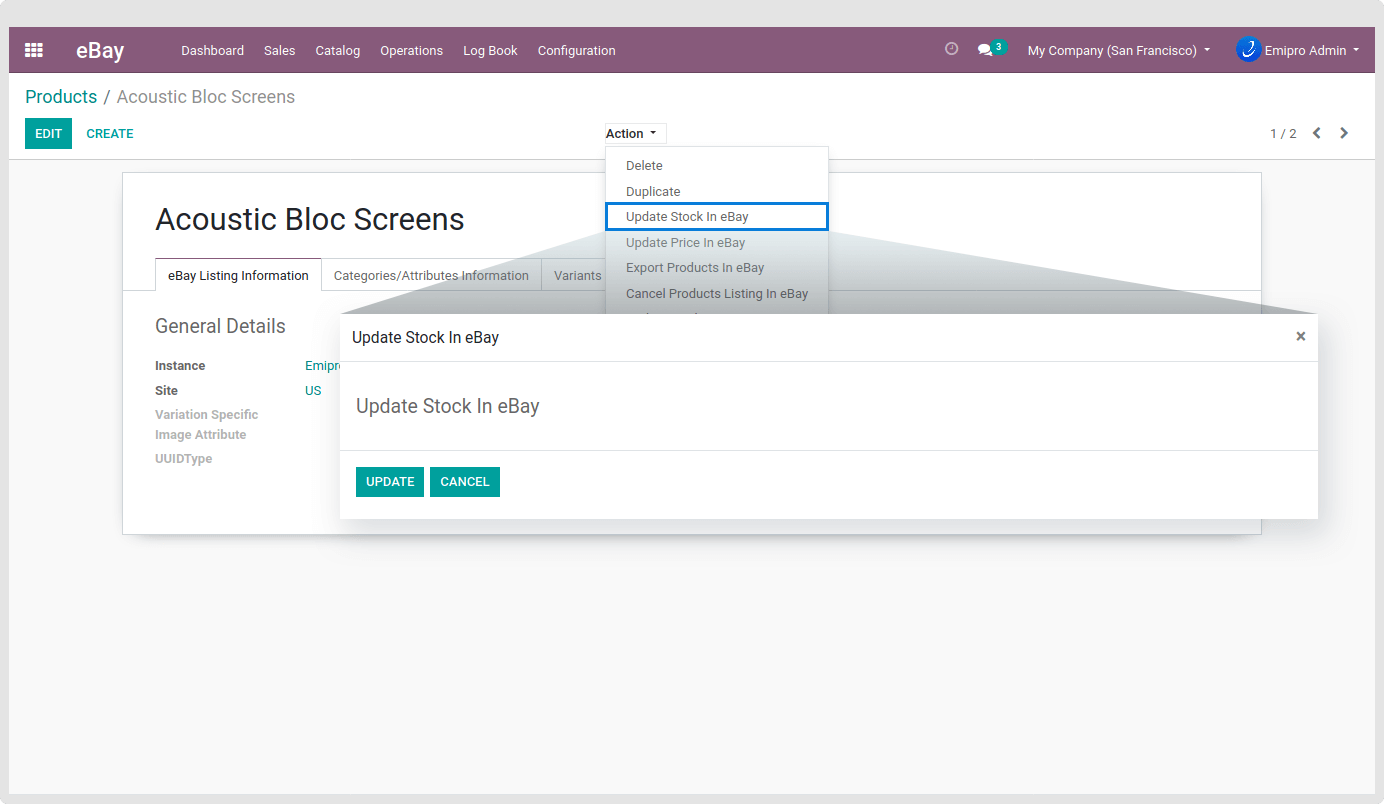 eBay Dashboard Sales Catalog Operations Log Book Configuration 3 My Company (San Francisco) Emipro Admin
Products / Acoustic Bloc Screens
EDIT CREATE Action 1 / 2
Delete
Duplicate
Update Stock In eBay
Update Price In eBay
Export Products In eBay
Cancel Products Listing In eBay
Acoustic Bloc Screens
eBay Listing Information Categories/Attributes Information Variants
General Details
Instance
Site US
Variation Specific
Image Attribute
UUIDType
Update Stock In eBay ×
Update Stock In eBay
UPDATE CANCEL